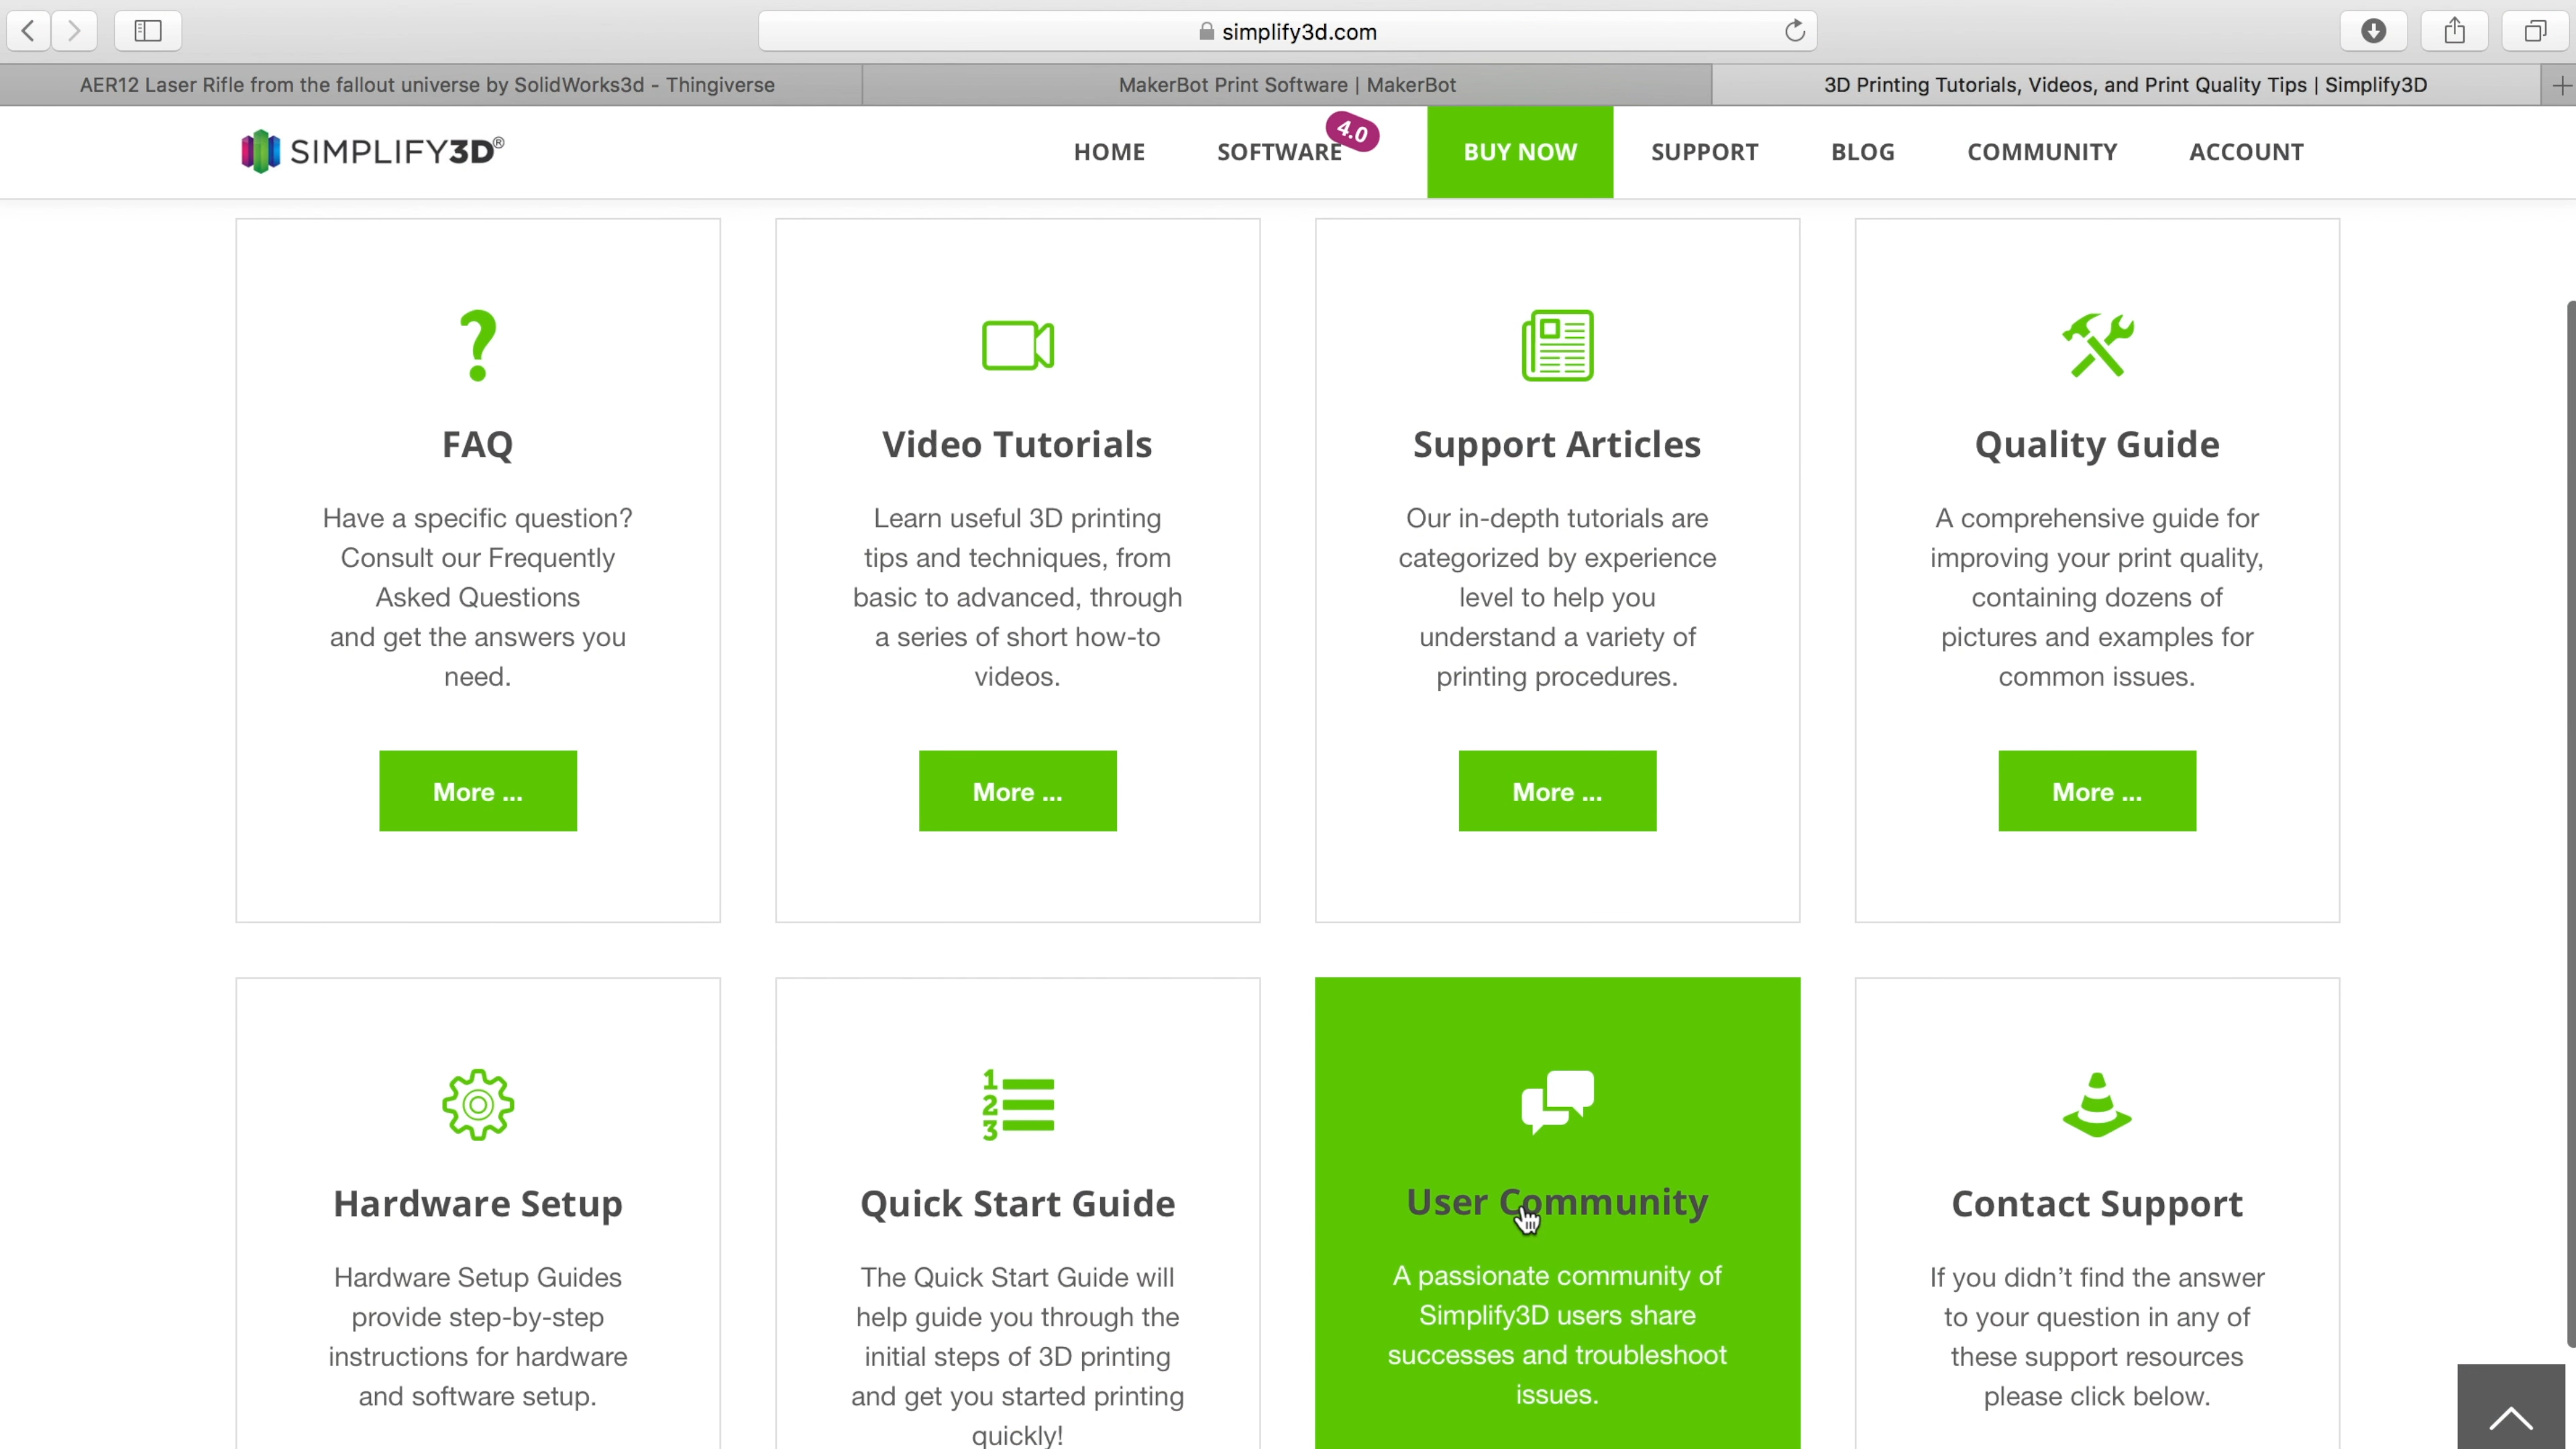 simplify3d.com
AER12 Laser Rifle from the fallout universe by SolidWorks3d - Thingiverse
MakerBot Print Software | MakerBot
3D Printing Tutorials, Videos, and Print Quality Tips | Simplify3D
SIMPLIFY3D®
HOME
SOFTWARE
4.0
BUY NOW
SUPPORT
BLOG
COMMUNITY
ACCOUNT
FAQ
Have a specific question?
Consult our Frequently
Asked Questions
and get the answers you
need.
More ...
Video Tutorials
Learn useful 3D printing
tips and techniques, from
basic to advanced, through
a series of short how-to
videos.
More ...
Support Articles
Our in-depth tutorials are
categorized by experience
level to help you
understand a variety of
printing procedures.
More ...
Quality Guide
A comprehensive guide for
improving your print quality,
containing dozens of
pictures and examples for
common issues.
More ...
Hardware Setup
Hardware Setup Guides
provide step-by-step
instructions for hardware
and software setup.
1
2
3
Quick Start Guide
The Quick Start Guide will
help guide you through the
initial steps of 3D printing
and get you started printing
quickly!
User Community
A passionate community of
Simplify3D users share
successes and troubleshoot
issues.
Contact Support
If you didn't find the answer
to your question in any of
these support resources
please click below.